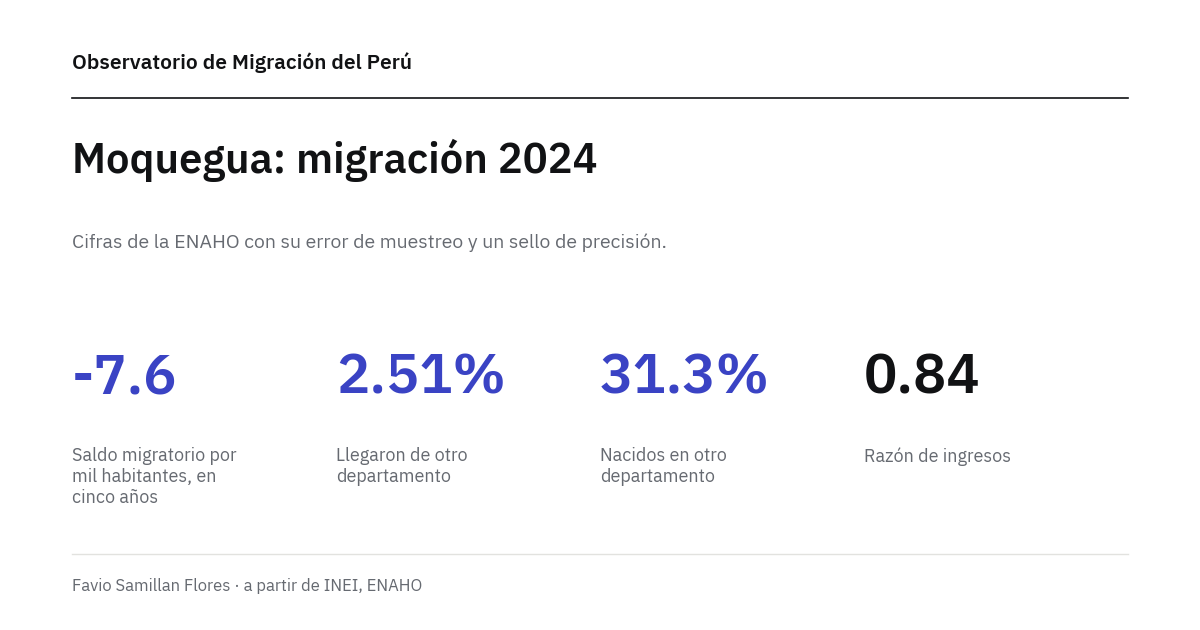 Observatorio de Migración del Perú
Moquegua: migración 2024
Cifras de la ENAHO con su error de muestreo y un sello de precisión.
-7.6
Saldo migratorio por
mil habitantes, en
cinco años
2.51%
Llegaron de otro
departamento
31.3%
Nacidos en otro
departamento
0.84
Razón de ingresos
Favio Samillan Flores · a partir de INEI, ENAHO